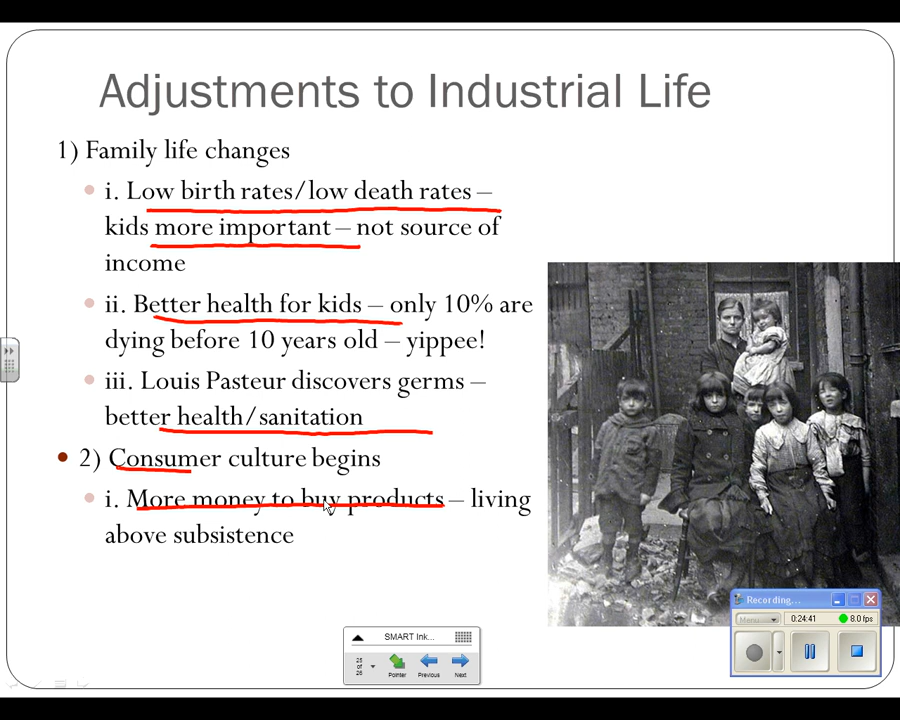 Adjustments to Industrial Life
1) Family life changes
i. Low birth rates/low death rates –
kids more important – not source of
income
ii. Better health for kids – only 10% are
dying before 10 years old – yippee!
iii. Louis Pasteur discovers germs –
better health/sanitation
2) Consumer culture begins
i. More money to buy products – living
above subsistence
Recording...
Menu 0:24:41 8.0 fps
SMART Ink...
25
of
26
Pointer Previous Next